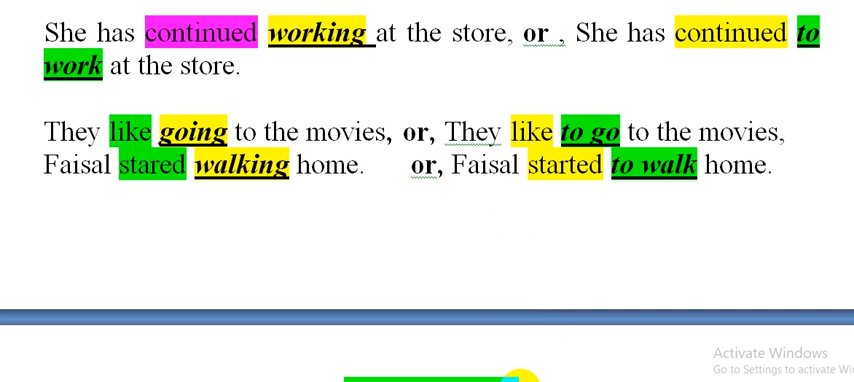 She has continued working at the store, or , She has continued to
work at the store.
They like going to the movies, or, They like to go to the movies,
Faisal stared walking home. or, Faisal started to walk home.
Activate Windows
Go to Settings to activate Wi